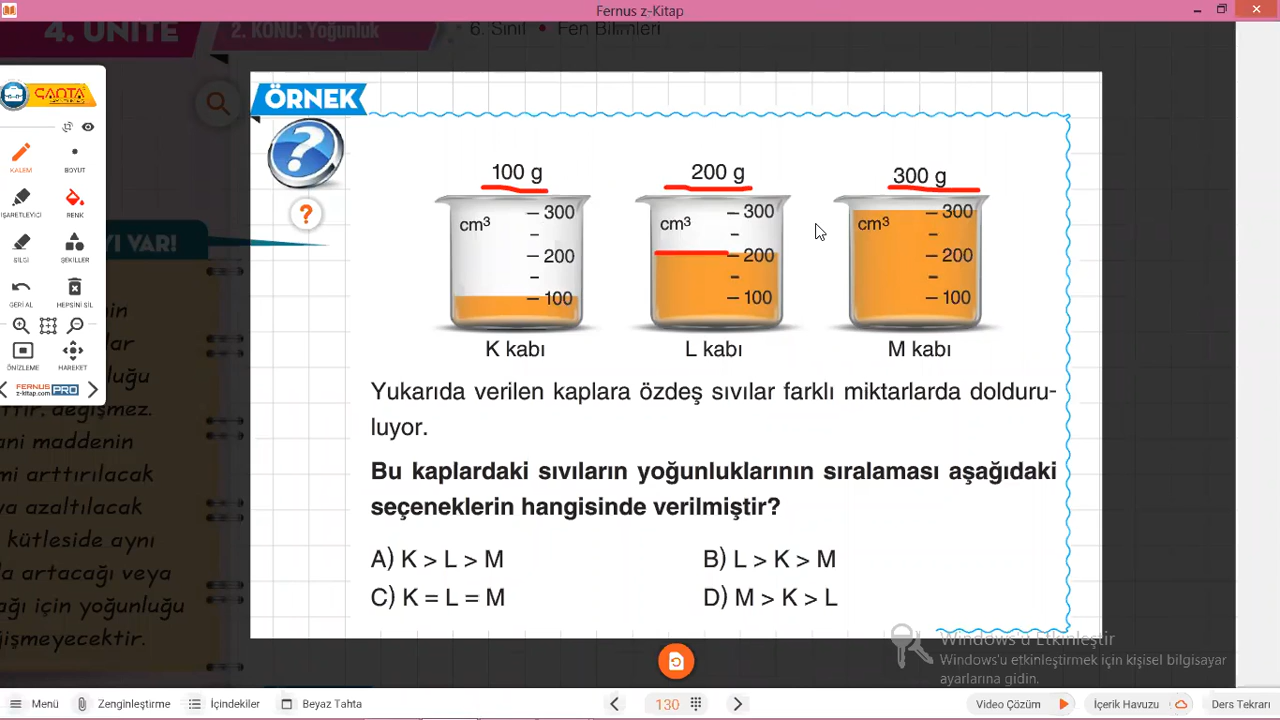 Fernus z-Kitap
4. ÜNİTE
2. KONU: Yoğunluk
6. Sınıf • Fen Bilimleri
ÇANTA
ÖRNEK
KALEM
BOYUT
İŞARETLEYİCİ
RENK
SİLGİ
ŞEKİLLER
GERİ AL
HEPSİNİ SİL
ÖNİZLEME
HAREKET
FERNUS PRO
z-kitap.com
VAR!
100 g
200 g
300 g
cm³
300
200
100
cm³
300
200
100
cm³
300
200
100
K kabı
L kabı
M kabı
Yukarıda verilen kaplara özdeş sıvılar farklı miktarlarda dolduru-
luyor.
Bu kaplardaki sıvıların yoğunluklarının sıralaması aşağıdaki
seçeneklerin hangisinde verilmiştir?
A) K > L > M
B) L > K > M
C) K = L = M
D) M > K > L
değişmez.
ani maddenin
mi arttırılacak
ya azaltılacak
kütleside aynı
da artacağı veya
ağı için yoğunluğu
ğişmeyecektir.
Windows'u Etkinleştir
Windows'u etkinleştirmek için kişisel bilgisayar
ayarlarına gidin.
Menü
Zenginleştirme
İçindekiler
Beyaz Tahta
130
Video Çözüm
İçerik Havuzu
Ders Tekrarı